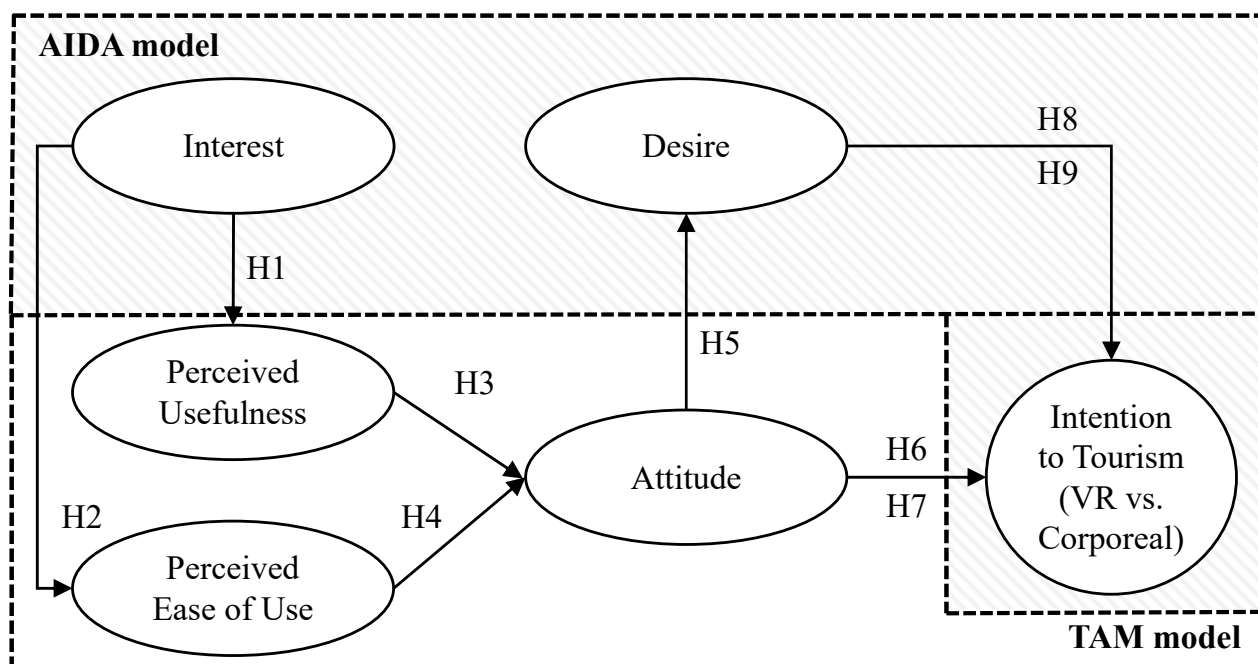 AIDA model
Interest
Desire
H8
H9
H1
Perceived
Usefulness
H3
H5
Attitude
H6
H7
Intention
to Tourism
(VR vs.
Corporeal)
H2
H4
Perceived
Ease of Use
TAM model